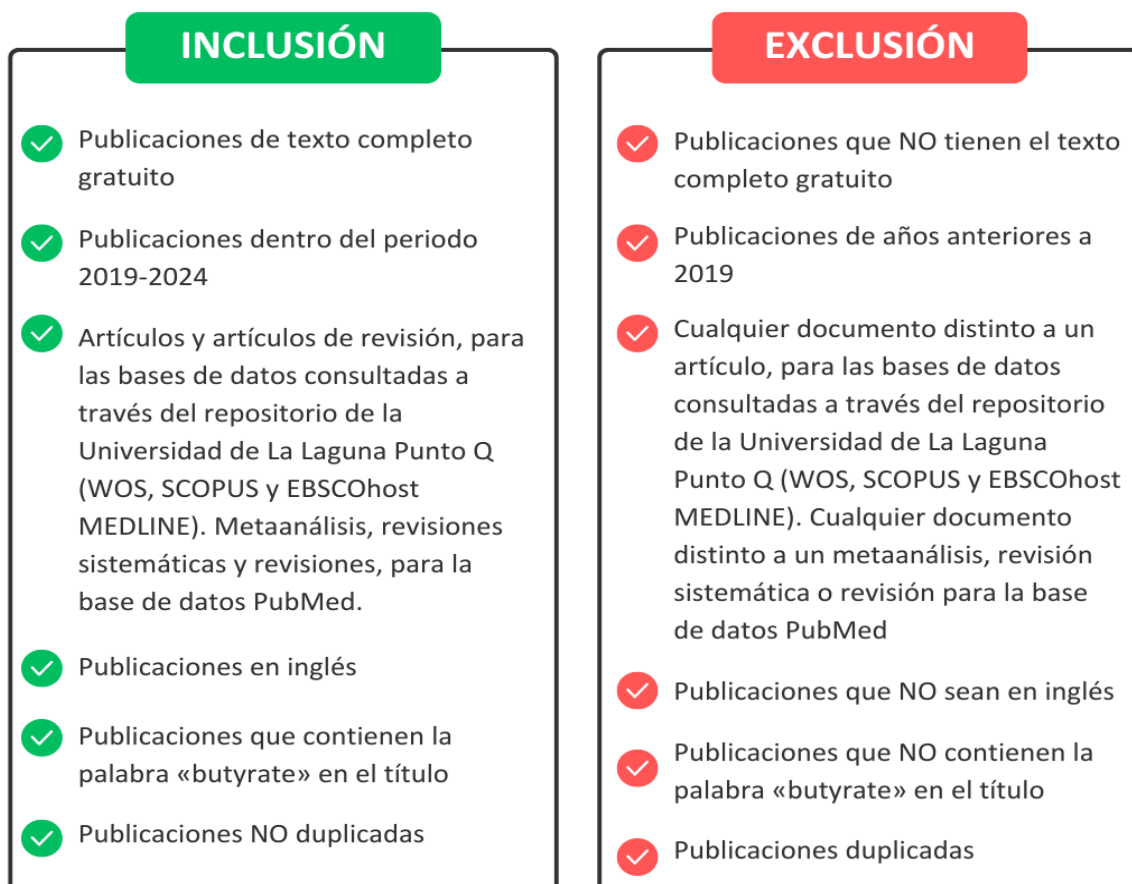 INCLUSIÓN
Publicaciones de texto completo
gratuito
Publicaciones dentro del periodo
2019-2024
Artículos y artículos de revisión, para
las bases de datos consultadas a
través del repositorio de la
Universidad de La Laguna Punto Q
(WOS, SCOPUS y EBSCOhost
MEDLINE). Metaanálisis, revisiones
sistemáticas y revisiones, para la
base de datos PubMed.
Publicaciones en inglés
Publicaciones que contienen la
palabra «butyrate» en el título
Publicaciones NO duplicadas
EXCLUSIÓN
Publicaciones que NO tienen el texto
completo gratuito
Publicaciones de años anteriores a
2019
Cualquier documento distinto a un
artículo, para las bases de datos
consultadas a través del repositorio
de la Universidad de La Laguna
Punto Q (WOS, SCOPUS y EBSCOhost
MEDLINE). Cualquier documento
distinto a un metaanálisis, revisión
sistemática o revisión para la base
de datos PubMed
Publicaciones que NO sean en inglés
Publicaciones que NO contienen la
palabra «butyrate» en el título
Publicaciones duplicadas